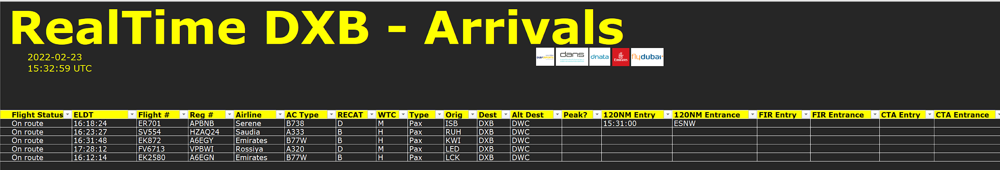 RealTime DXB - Arrivals
2022-02-23
15:32:59 UTC
DUBAI AIRPORTS dans dnata Emirates flydubai
Flight Status ELDT Flight # Reg # Airline AC Type RECAT WTC Type Orig Dest Alt Dest Peak? 120NM Entry 120NM Entrance FIR Entry FIR Entrance CTA Entry CTA Entrance
On route 16:18:24 ER701 APBNB Serene B738 D M Pax ISB DXB DWC 15:31:00 ESNW
On route 16:23:27 SV554 HZAQ24 Saudia A333 B H Pax RUH DXB DWC
On route 16:31:48 EK872 A6EGY Emirates B77W B H Pax KWI DXB DWC
On route 17:28:12 FV6713 VPBWI Rossiya A320 D M Pax LED DXB DWC
On route 16:12:14 EK2580 A6EGN Emirates B77W B H Pax LCK DXB DWC